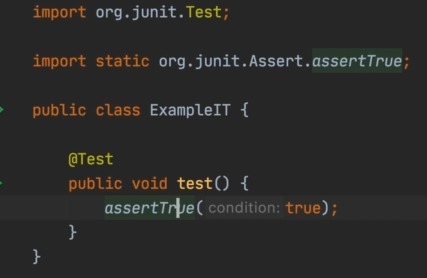 import org.junit.Test;
import static org.junit.Assert.assertTrue;
public class ExampleIT {
@Test
public void test() {
assertTrue( condition: true);
}
}